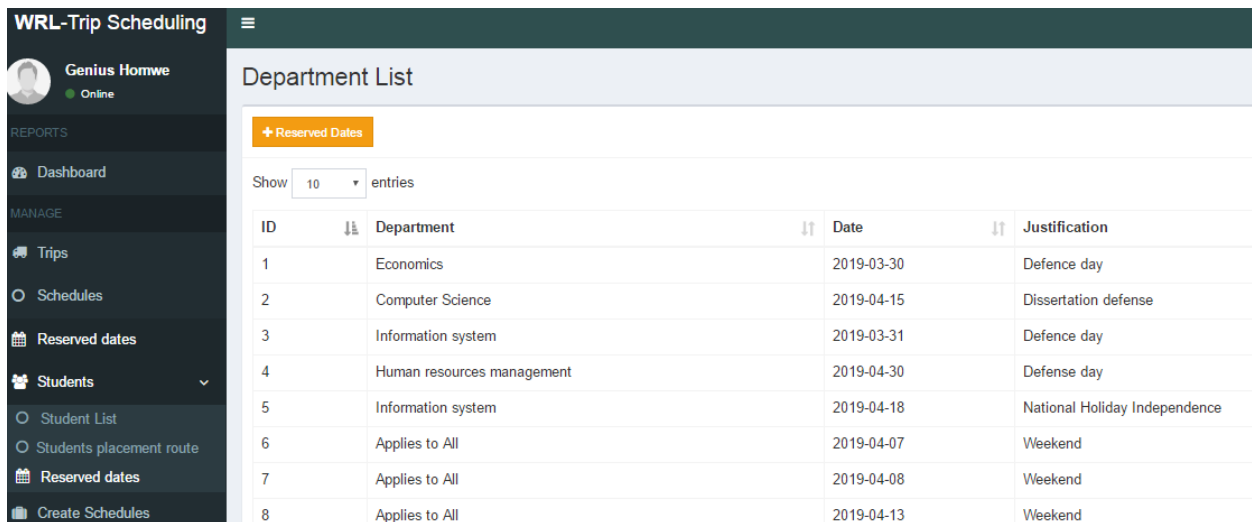 WRL-Trip Scheduling
Genius Homwe
Online
REPORTS
Dashboard
MANAGE
Trips
Schedules
Reserved dates
Students
Student List
Students placement route
Reserved dates
Create Schedules
Department List
+ Reserved Dates
Show 10 entries
ID Department Date Justification
1 Economics 2019-03-30 Defence day
2 Computer Science 2019-04-15 Dissertation defense
3 Information system 2019-03-31 Defence day
4 Human resources management 2019-04-30 Defense day
5 Information system 2019-04-18 National Holiday Independence
6 Applies to All 2019-04-07 Weekend
7 Applies to All 2019-04-08 Weekend
8 Applies to All 2019-04-13 Weekend